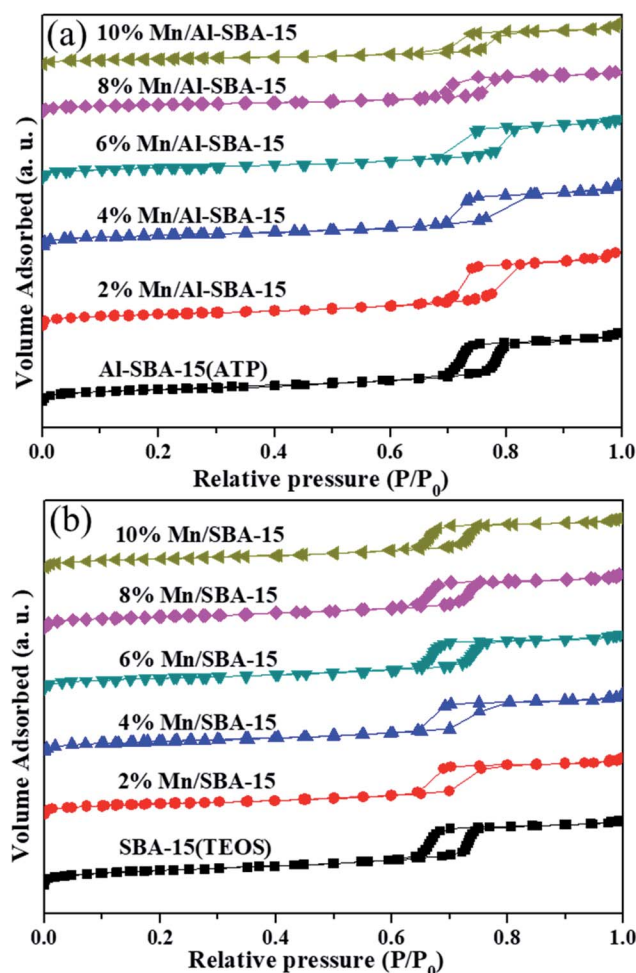 (a)
10% Mn/Al-SBA-15
8% Mn/Al-SBA-15
6% Mn/Al-SBA-15
4% Mn/Al-SBA-15
2% Mn/Al-SBA-15
Al-SBA-15(ATP)
Volume Adsorbed (a. u.)
0.0 0.2 0.4 0.6 0.8 1.0
Relative pressure (P/P0)
(b)
10% Mn/SBA-15
8% Mn/SBA-15
6% Mn/SBA-15
4% Mn/SBA-15
2% Mn/SBA-15
SBA-15(TEOS)
Volume Adsorbed (a. u. )
0.0 0.2 0.4 0.6 0.8 1.0
Relative pressure (P/P0)